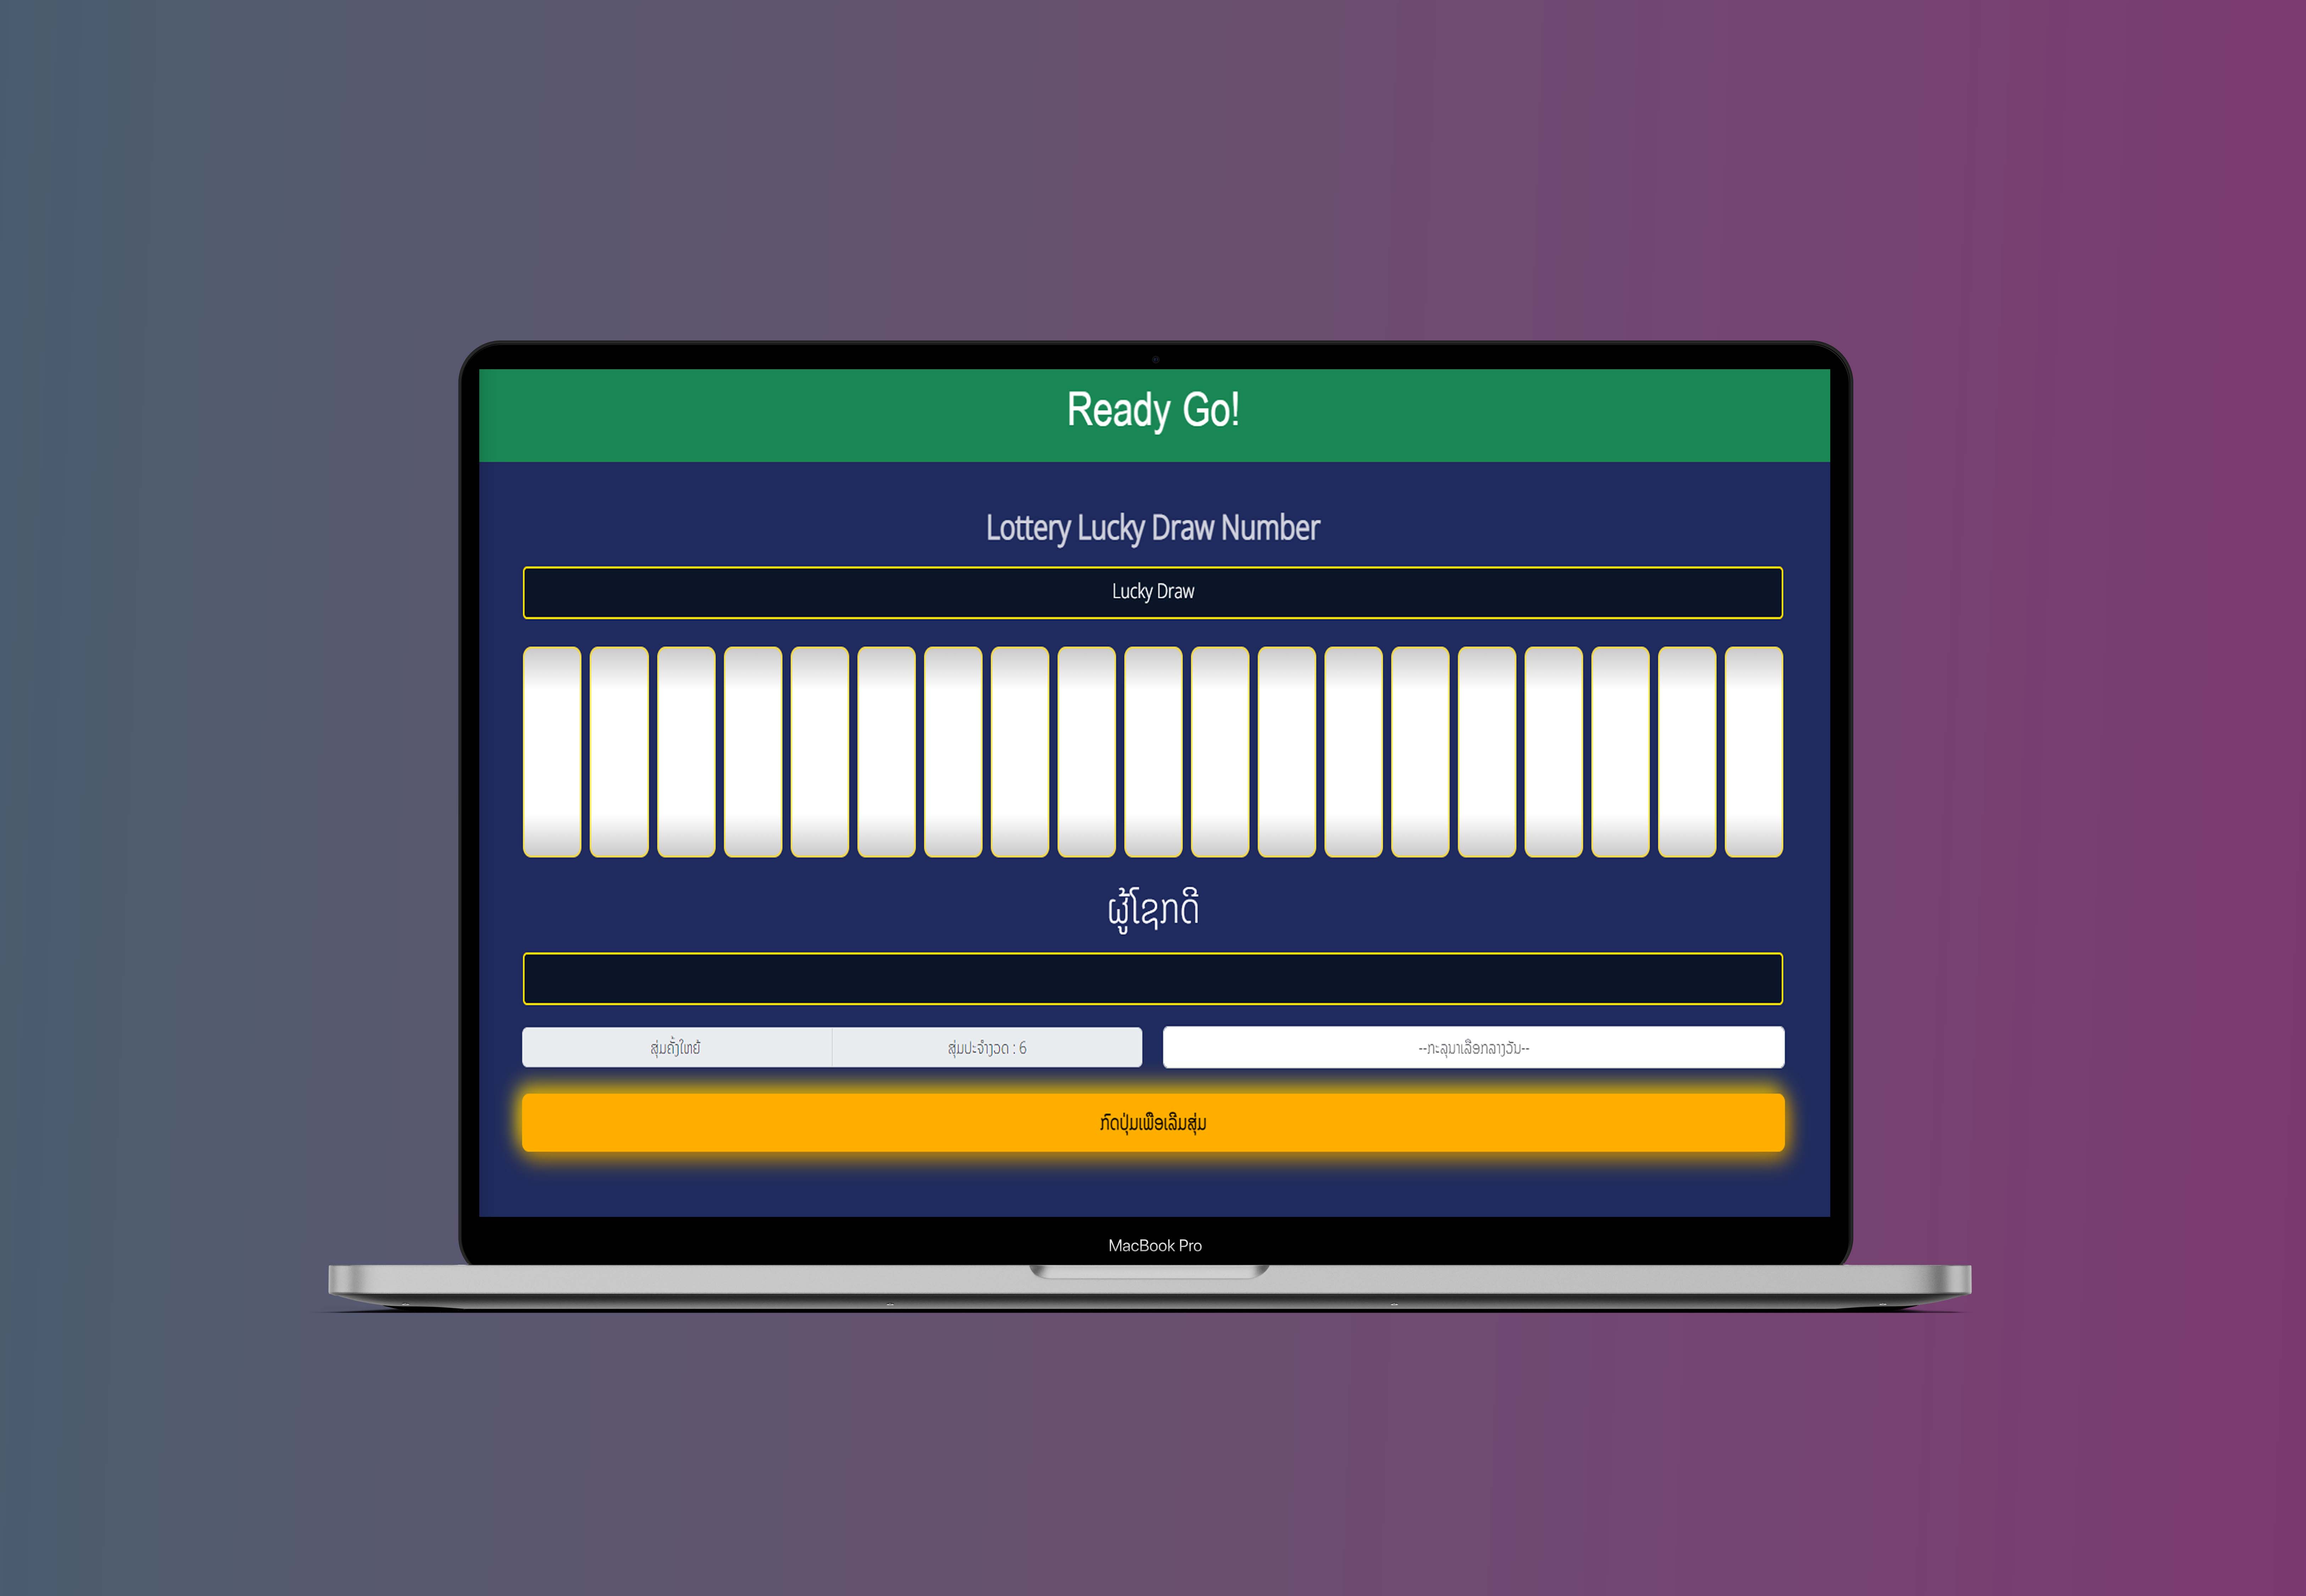 Ready Go!
Lottery Lucky Draw Number
Lucky Draw
ຜູ້ໂຊກດີ
ສຸ່ມຄັ້ງໃຫຍ້
ສຸ່ມປະຈຳງວດ : 6
--ກະລຸນາເລືອກລາງວັນ--
ກົດປຸ່ມເພືອເລີມສຸ່ມ
MacBook Pro